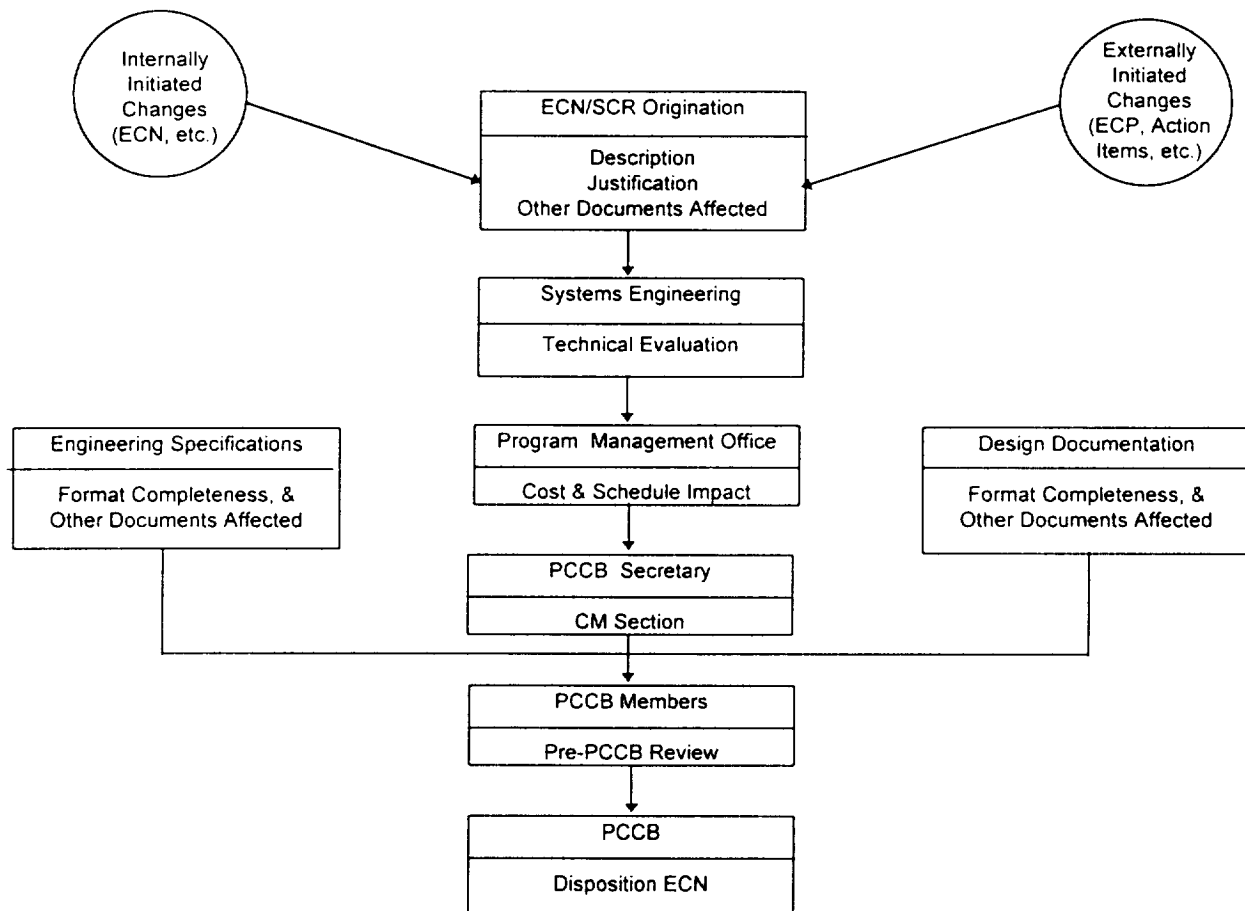 Internally
Initiated
Changes
(ECN, etc.)
Externally
Initiated
Changes
(ECP, Action
Items, etc.)
ECN/SCR Origination
Description
Justification
Other Documents Affected
Systems Engineering
Technical Evaluation
Engineering Specifications
Format Completeness, &
Other Documents Affected
Program Management Office
Cost & Schedule Impact
Design Documentation
Format Completeness, &
Other Documents Affected
PCCB Secretary
CM Section
PCCB Members
Pre-PCCB Review
PCCB
Disposition ECN